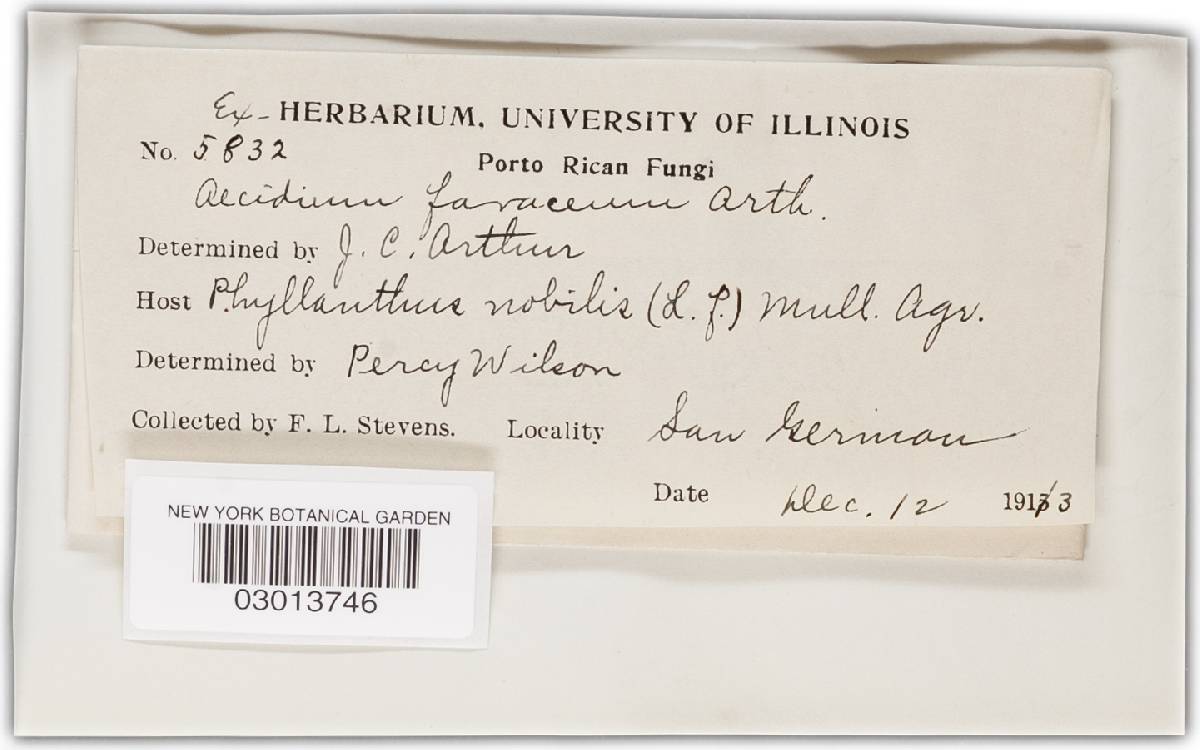 Ex- HERBARIUM, UNIVERSITY OF ILLINOIS
No. 5832
Porto Rican Fungi
Aecidium favaceum Arth.
Determined by J. C. Arthur
Host Phyllanthus nobilis (L. f.) Mull. Agr.
Determined by Percy Wilson
Collected by F. L. Stevens. Locality San German
Date Dec. 12 1913
NEW YORK BOTANICAL GARDEN
03013746